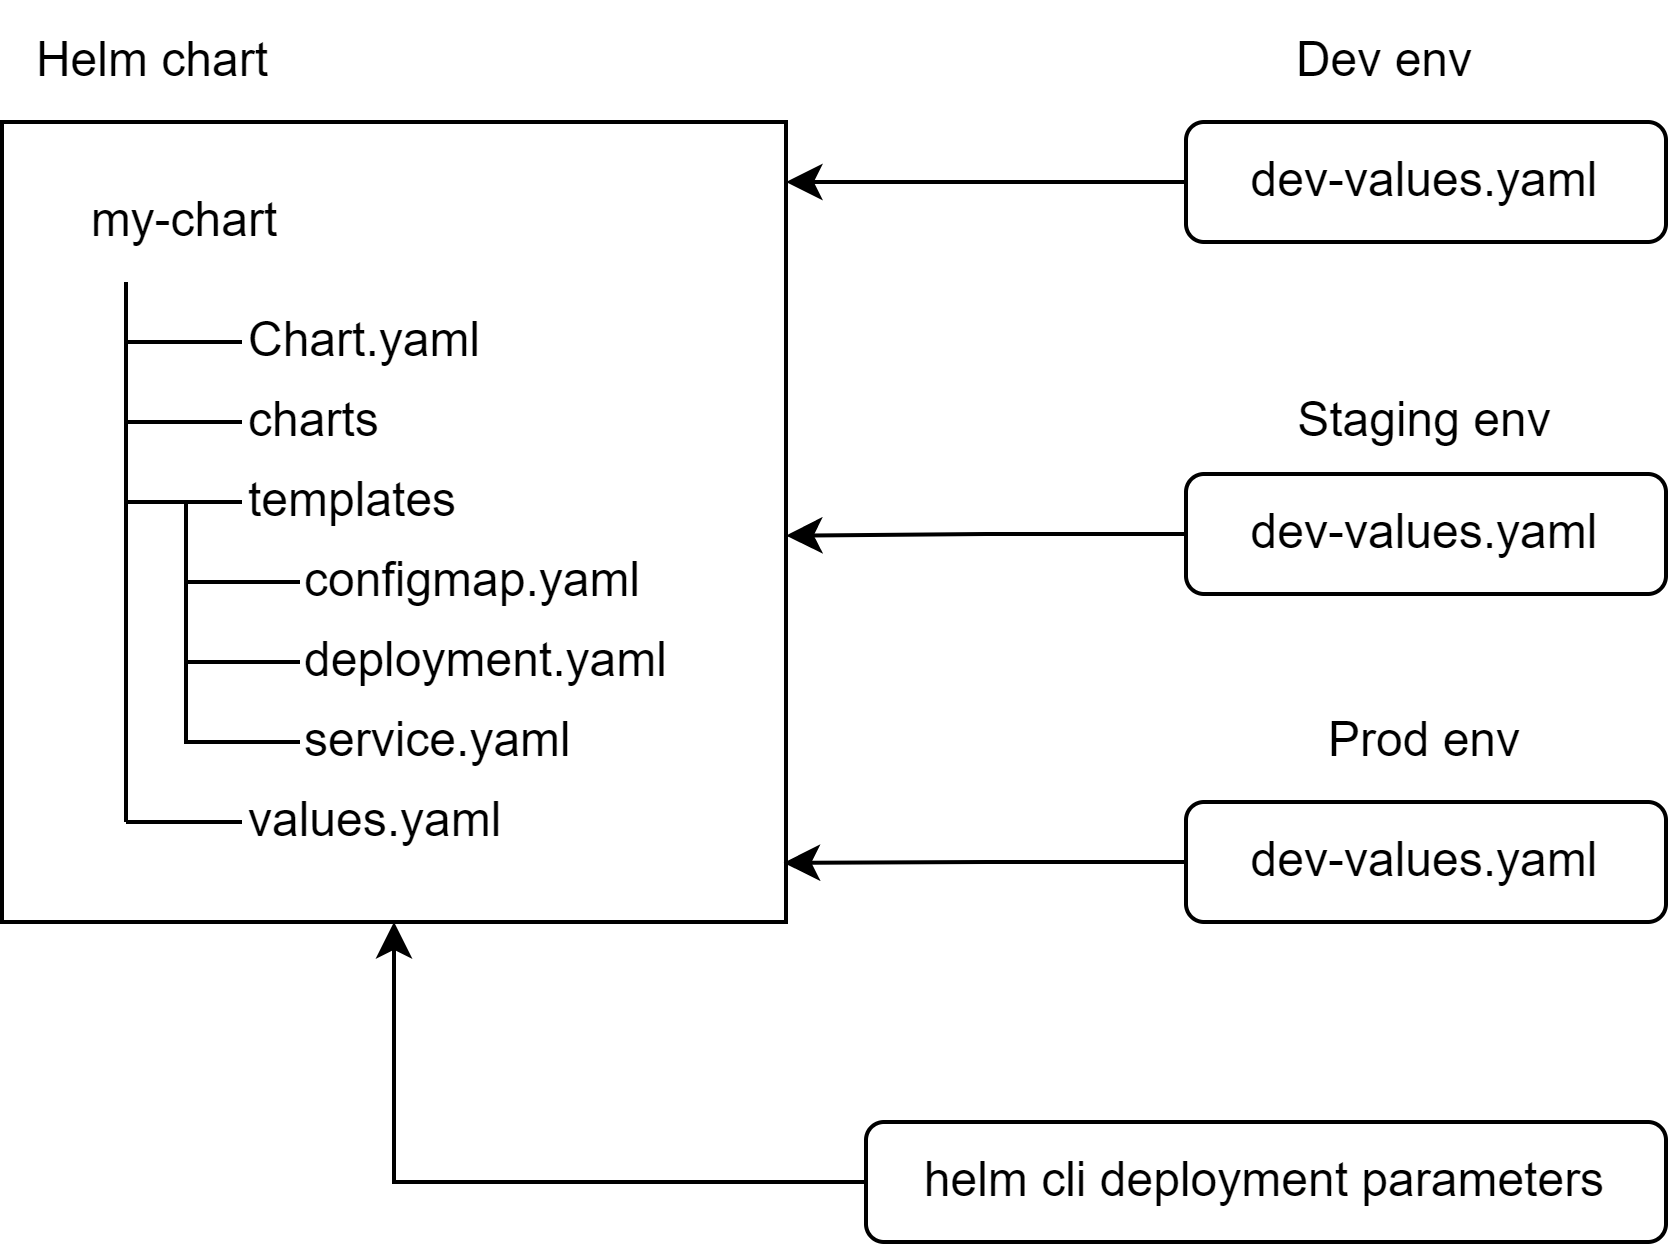 Helm chart
my-chart
Chart.yaml
charts
templates
configmap.yaml
deployment.yaml
service.yaml
values.yaml
Dev env
dev-values.yaml
Staging env
dev-values.yaml
Prod env
dev-values.yaml
helm cli deployment parameters